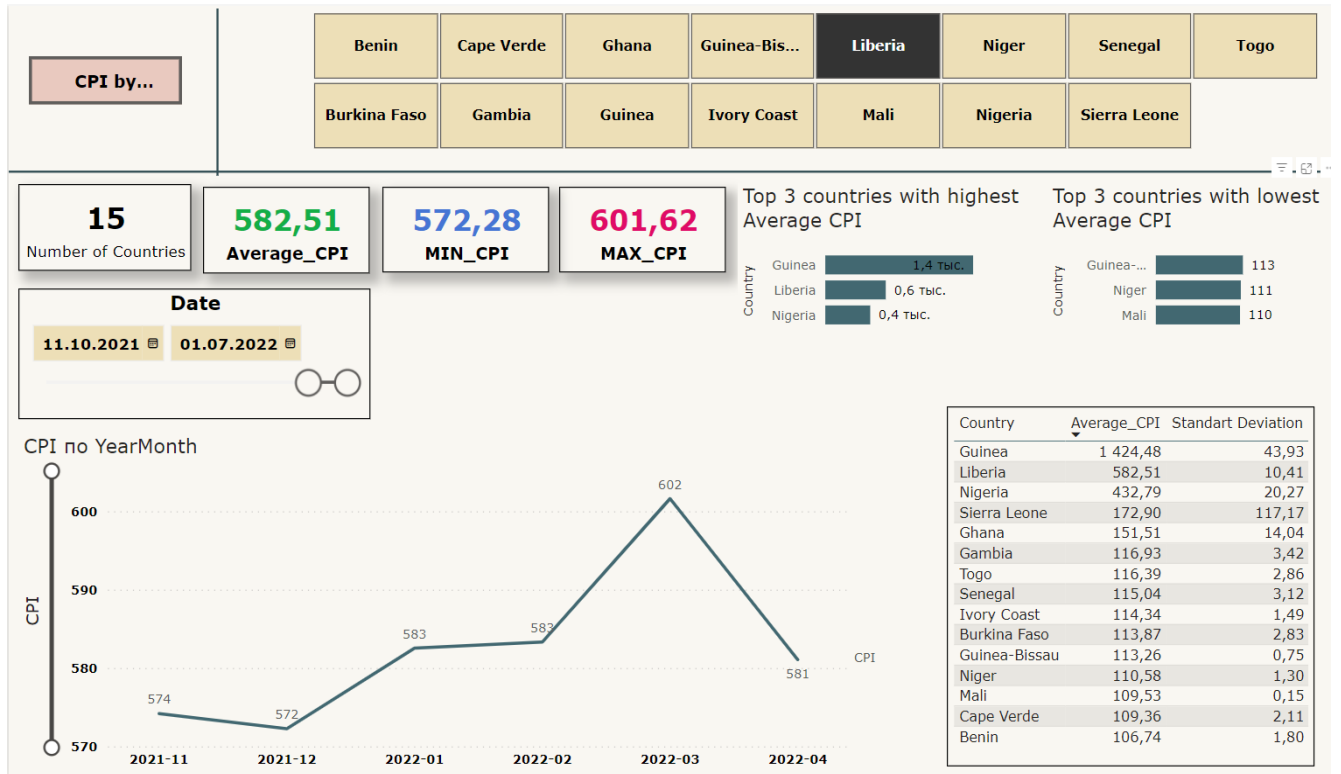 CPI by...
Benin
Cape Verde
Ghana
Guinea-Bis...
Liberia
Niger
Senegal
Togo
Burkina Faso
Gambia
Guinea
Ivory Coast
Mali
Nigeria
Sierra Leone
15
Number of Countries
582,51
Average_CPI
572,28
MIN_CPI
601,62
MAX_CPI
Top 3 countries with highest
Average CPI
Country
Guinea 1,4 тыс.
Liberia 0,6 тыс.
Nigeria 0,4 тыс.
Top 3 countries with lowest
Average CPI
Country
Guinea-... 113
Niger 111
Mali 110
Date
11.10.2021 01.07.2022
CPI по YearMonth
CPI
600
590
580
570
574
572
583
583
602
581
CPI
2021-11 2021-12 2022-01 2022-02 2022-03 2022-04
Country Average_CPI Standart Deviation
Guinea 1 424,48 43,93
Liberia 582,51 10,41
Nigeria 432,79 20,27
Sierra Leone 172,90 117,17
Ghana 151,51 14,04
Gambia 116,93 3,42
Togo 116,39 2,86
Senegal 115,04 3,12
Ivory Coast 114,34 1,49
Burkina Faso 113,87 2,83
Guinea-Bissau 113,26 0,75
Niger 110,58 1,30
Mali 109,53 0,15
Cape Verde 109,36 2,11
Benin 106,74 1,80